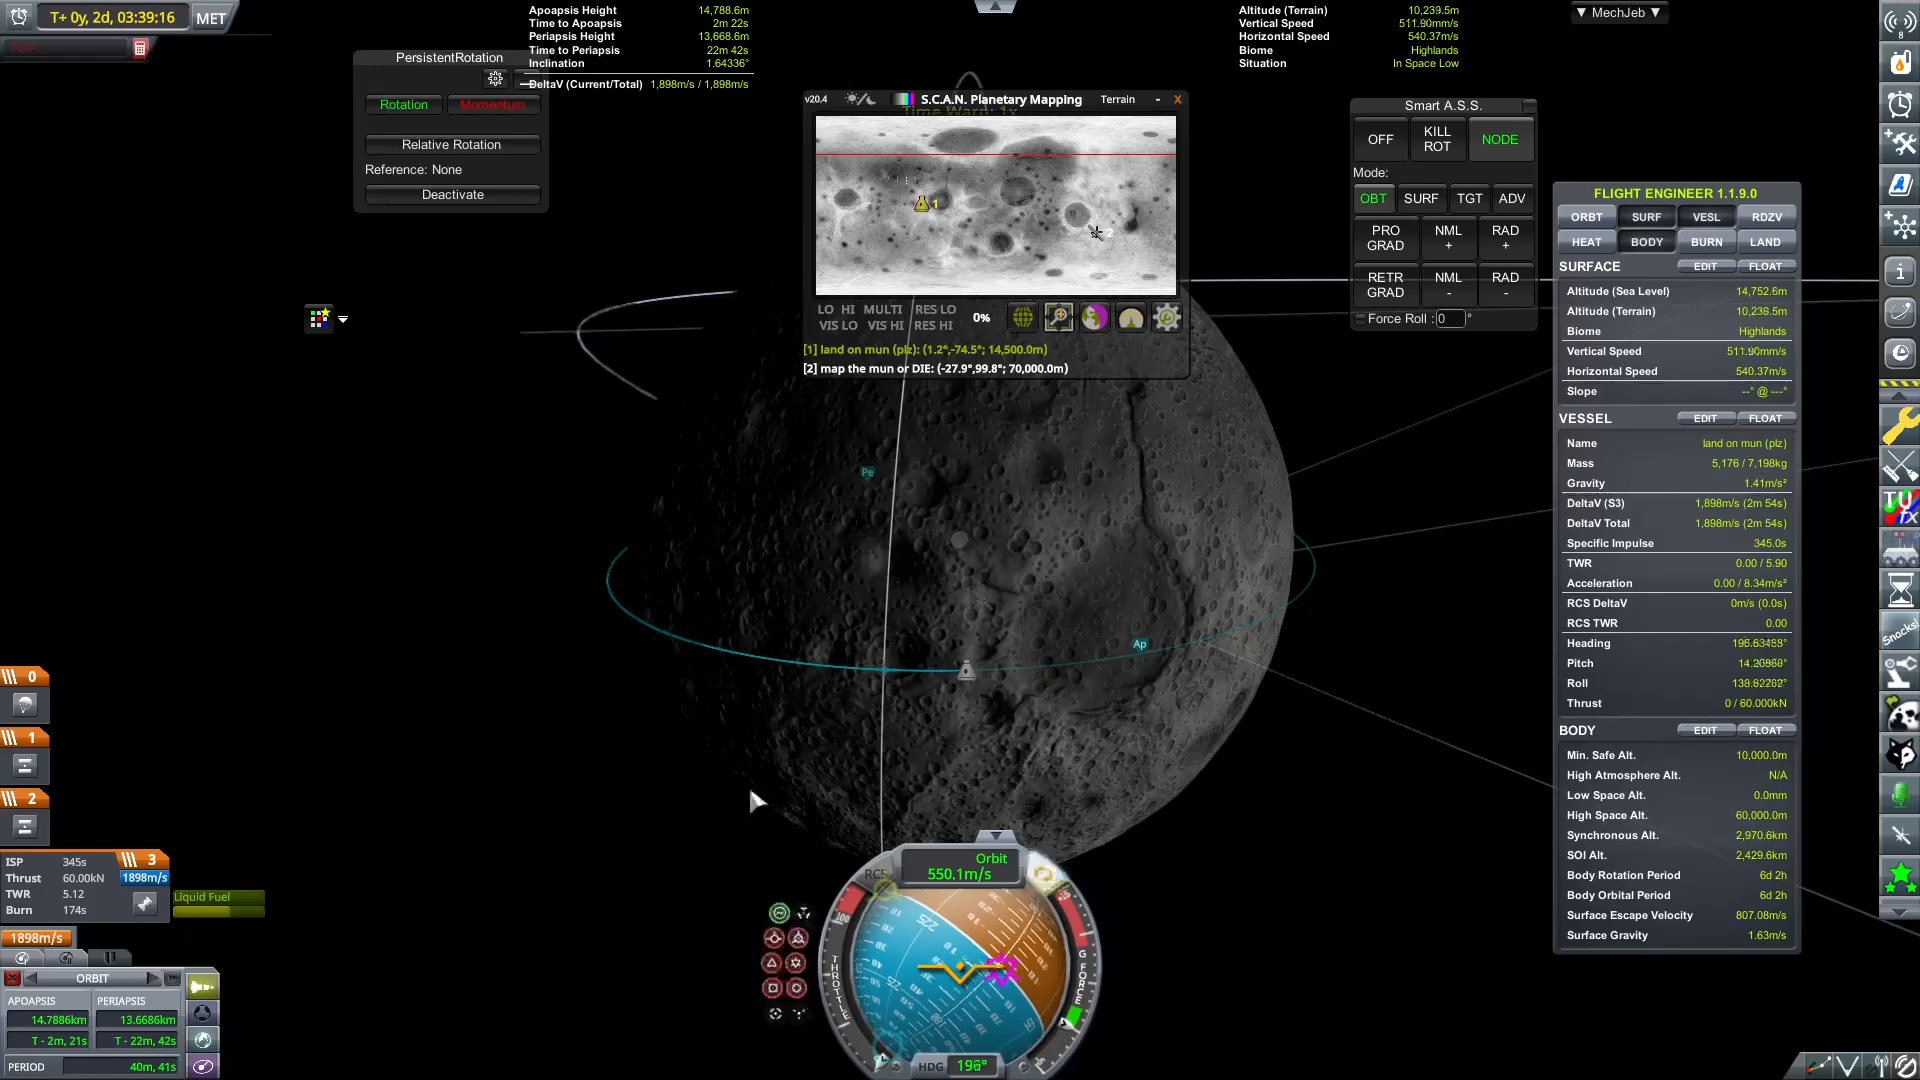 T+ 0y, 2d, 03:39:16
MET
N/A
PersistentRotation
Rotation
Momentum
Relative Rotation
Reference: None
Deactivate
Apoapsis Height 14,788.6m
Time to Apoapsis 2m 22s
Periapsis Height 13,668.6m
Time to Periapsis 22m 42s
Inclination 1.64336°
DeltaV (Current/Total) 1,898m/s / 1,898m/s
Altitude (Terrain) 10,239.5m
Vertical Speed 511.90mm/s
Horizontal Speed 540.37m/s
Biome Highlands
Situation In Space Low
▼ MechJeb ▼
v20.4
S.C.A.N. Planetary Mapping
Terrain
-
X
Time Warp: 1x
1
2
LO HI MULTI RES LO
VIS LO VIS HI RES HI
0%
[1] land on mun (plz): (1.2°,-74.5°; 14,500.0m)
[2] map the mun or DIE: (-27.9°,99.8°; 70,000.0m)
Smart A.S.S.
OFF
KILL ROT
NODE
Mode:
OBT
SURF
TGT
ADV
PRO GRAD
NML +
RAD +
RETR GRAD
NML -
RAD -
Force Roll : 0 °
FLIGHT ENGINEER 1.1.9.0
ORBT SURF VESL RDZV
HEAT BODY BURN LAND
SURFACE EDIT FLOAT
Altitude (Sea Level) 14,752.6m
Altitude (Terrain) 10,239.5m
Biome Highlands
Vertical Speed 511.90mm/s
Horizontal Speed 540.37m/s
Slope --° @ ---°
VESSEL EDIT FLOAT
Name land on mun (plz)
Mass 5,176 / 7,198kg
Gravity 1.41m/s²
DeltaV (S3) 1,898m/s (2m 54s)
DeltaV Total 1,898m/s (2m 54s)
Specific Impulse 345.0s
TWR 0.00 / 5.90
Acceleration 0.00 / 8.34m/s²
RCS DeltaV 0m/s (0.0s)
RCS TWR 0.00
Heading
Pitch
Roll
Thrust 0 / 60.000kN
BODY EDIT FLOAT
Min. Safe Alt. 10,000.0m
High Atmosphere Alt. N/A
Low Space Alt. 0.0mm
High Space Alt. 60,000.0m
Synchronous Alt. 2,970.6km
SOI Alt. 2,429.6km
Body Rotation Period 6d 2h
Body Orbital Period 6d 2h
Surface Escape Velocity 807.08m/s
Surface Gravity 1.63m/s
8
Snacks!
Pe
Ap
0
1
2
ISP 345s
Thrust 60.00kN
TWR 5.12
Burn 174s
3
1898m/s
Liquid Fuel
1898m/s
ORBIT
APOAPSIS PERIAPSIS
14.7886km 13.6686km
T - 2m, 21s T - 22m, 42s
PERIOD 40m, 41s
RCS
Orbit
550.1m/s
SAS
THROTTLE
100
G FORCE
HDG 196°